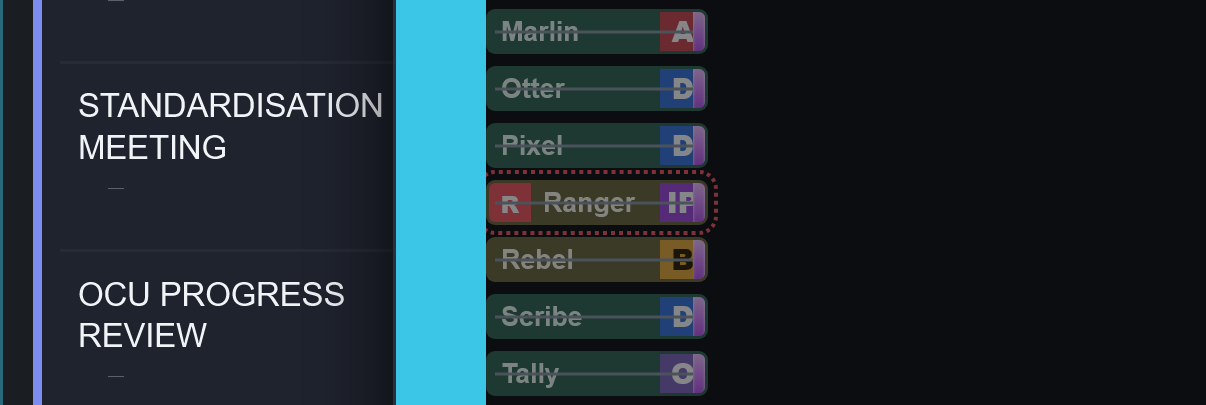 STANDARDISATION
MEETING
—
OCU PROGRESS
REVIEW
—
Marlin A
Otter D
Pixel D
R Ranger IP
Rebel B
Scribe D
Tally C